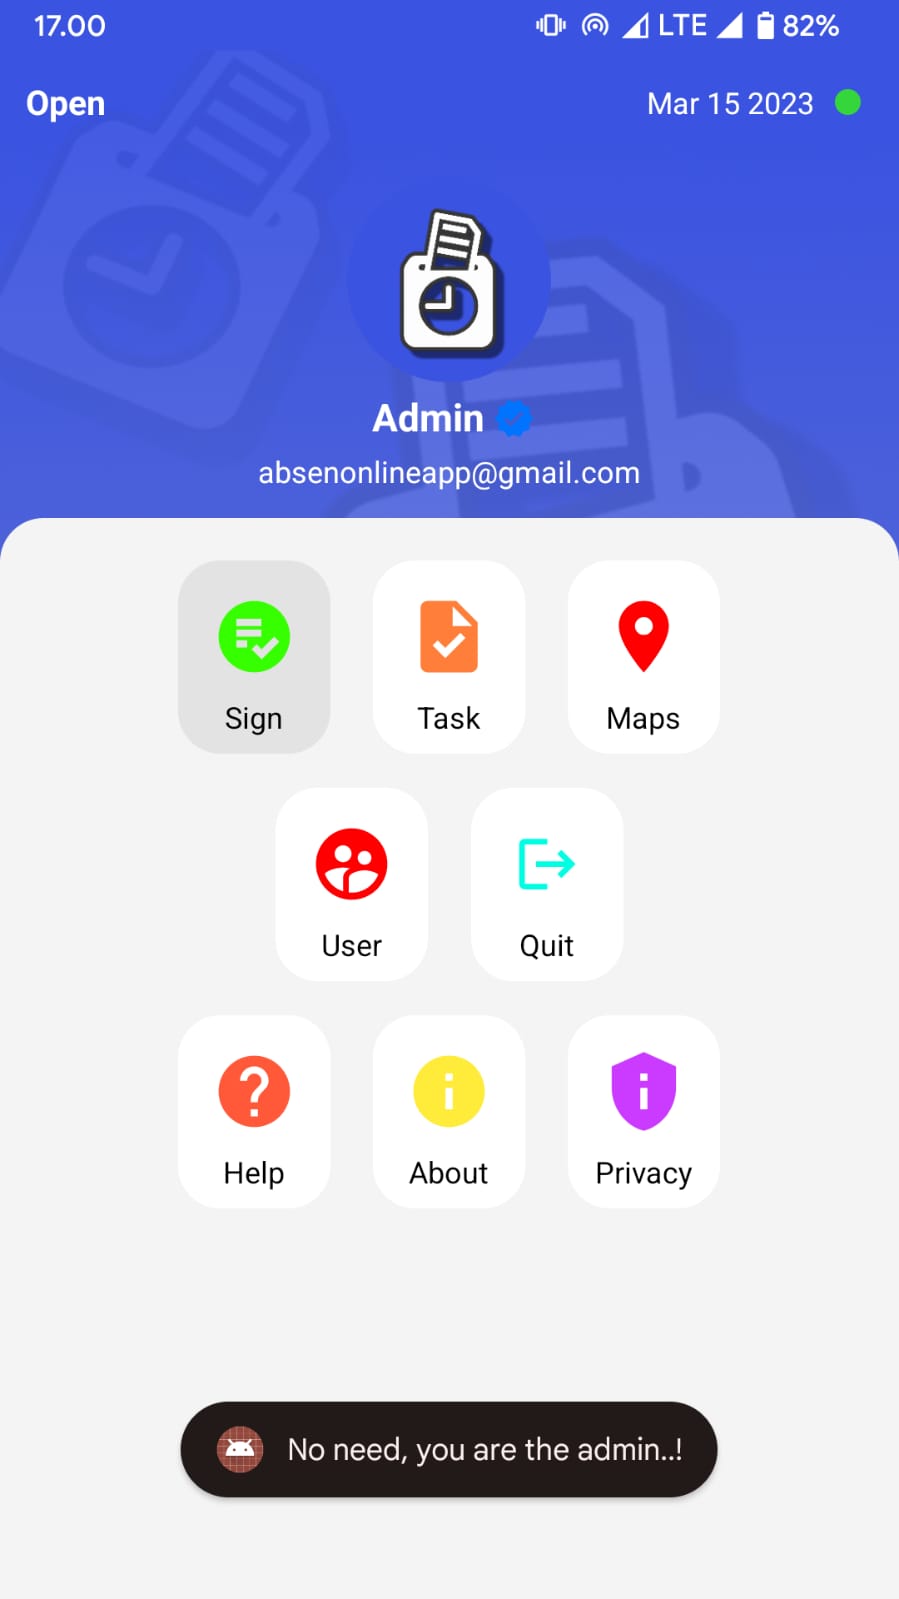 17.00 LTE 82%
Open Mar 15 2023
Admin
absenonlineapp@gmail.com
Sign Task Maps
User Quit
Help About Privacy
No need, you are the admin..!